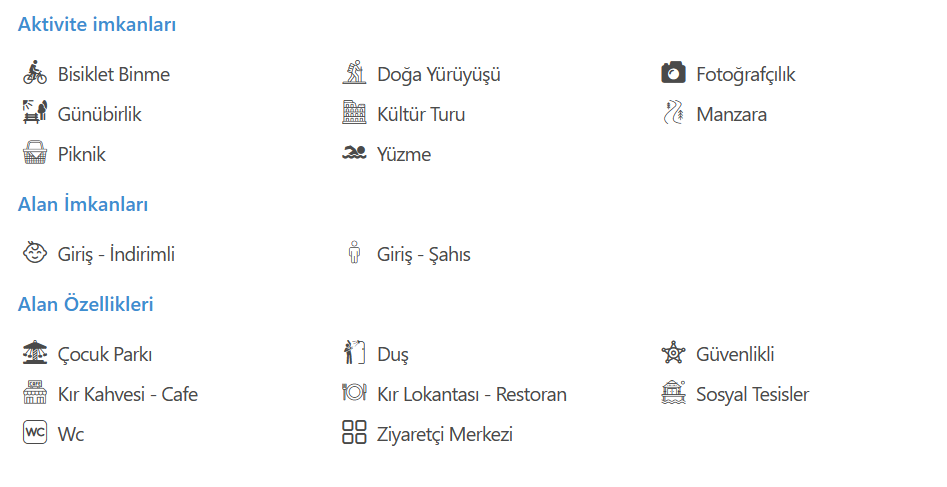 Aktivite imkanları
Bisiklet Binme Doğa Yürüyüşü Fotoğrafçılık
Günübirlik Kültür Turu Manzara
Piknik Yüzme
Alan İmkanları
Giriş - İndirimli Giriş - Şahıs
Alan Özellikleri
Çocuk Parkı Duş Güvenlikli
CAFE
Kır Kahvesi - Cafe Kır Lokantası - Restoran Sosyal Tesisler
WC Wc Ziyaretçi Merkezi